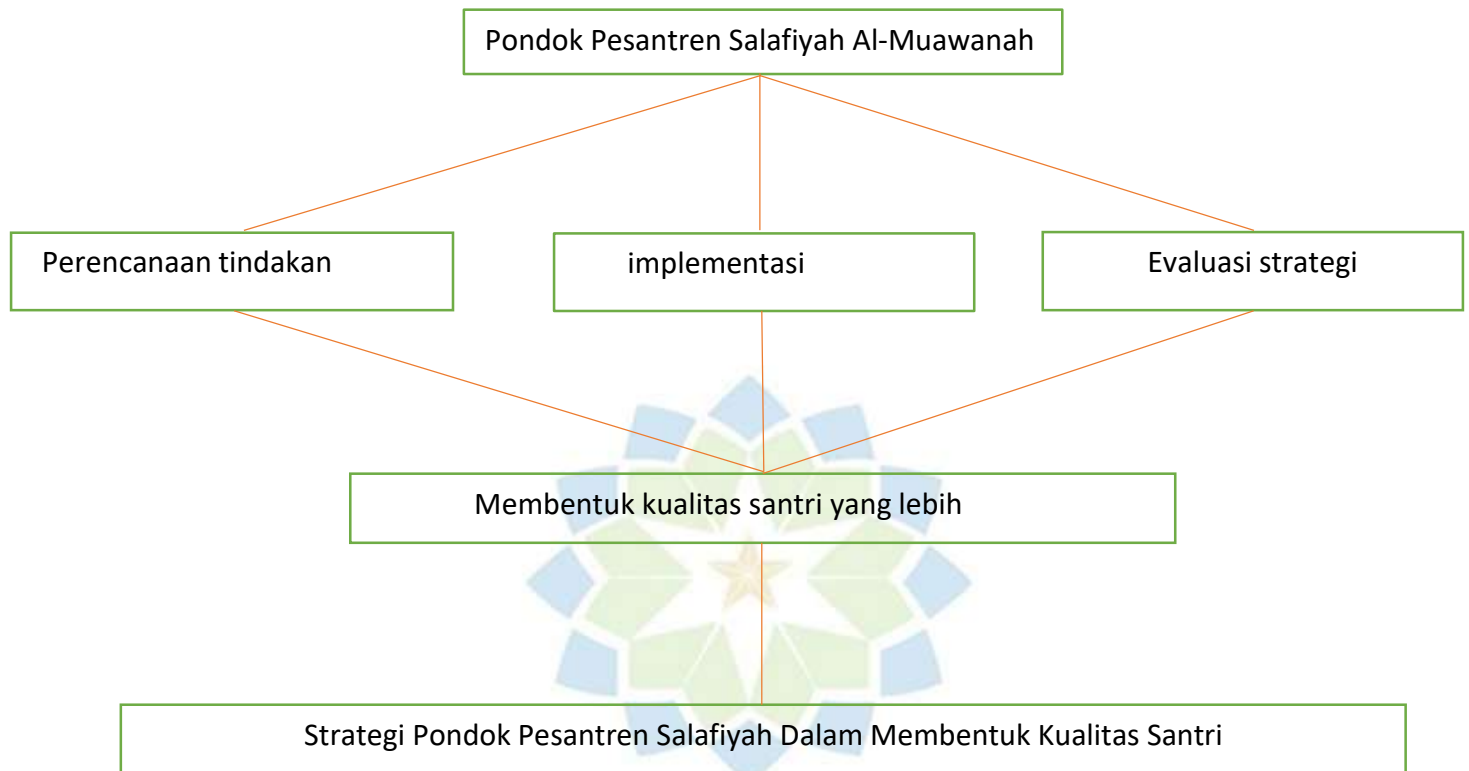 Pondok Pesantren Salafiyah Al-Muawanah
Perencanaan tindakan
implementasi
Evaluasi strategi
Membentuk kualitas santri yang lebih
Strategi Pondok Pesantren Salafiyah Dalam Membentuk Kualitas Santri